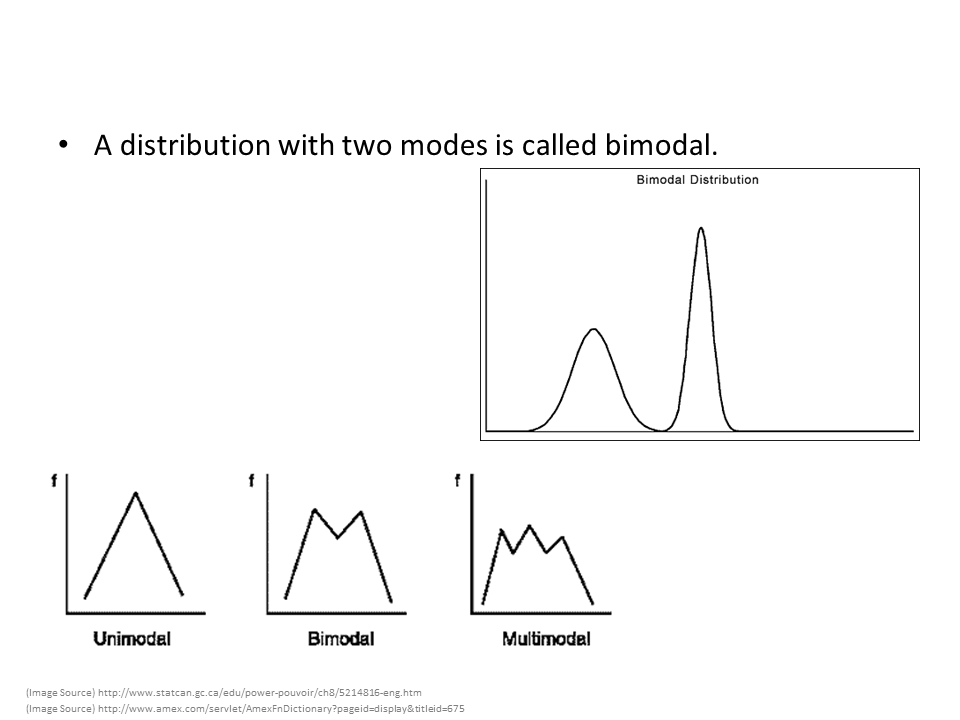 • A distribution with two modes is called bimodal.
Bimodal Distribution
f
f
f
Unimodal
Bimodal
Multimodal
(Image Source) http://www.statcan.gc.ca/edu/power-pouvoir/ch8/5214816-eng.htm
(Image Source) http://www.amex.com/servlet/AmexFnDictionary?pageid=display&titleid=675